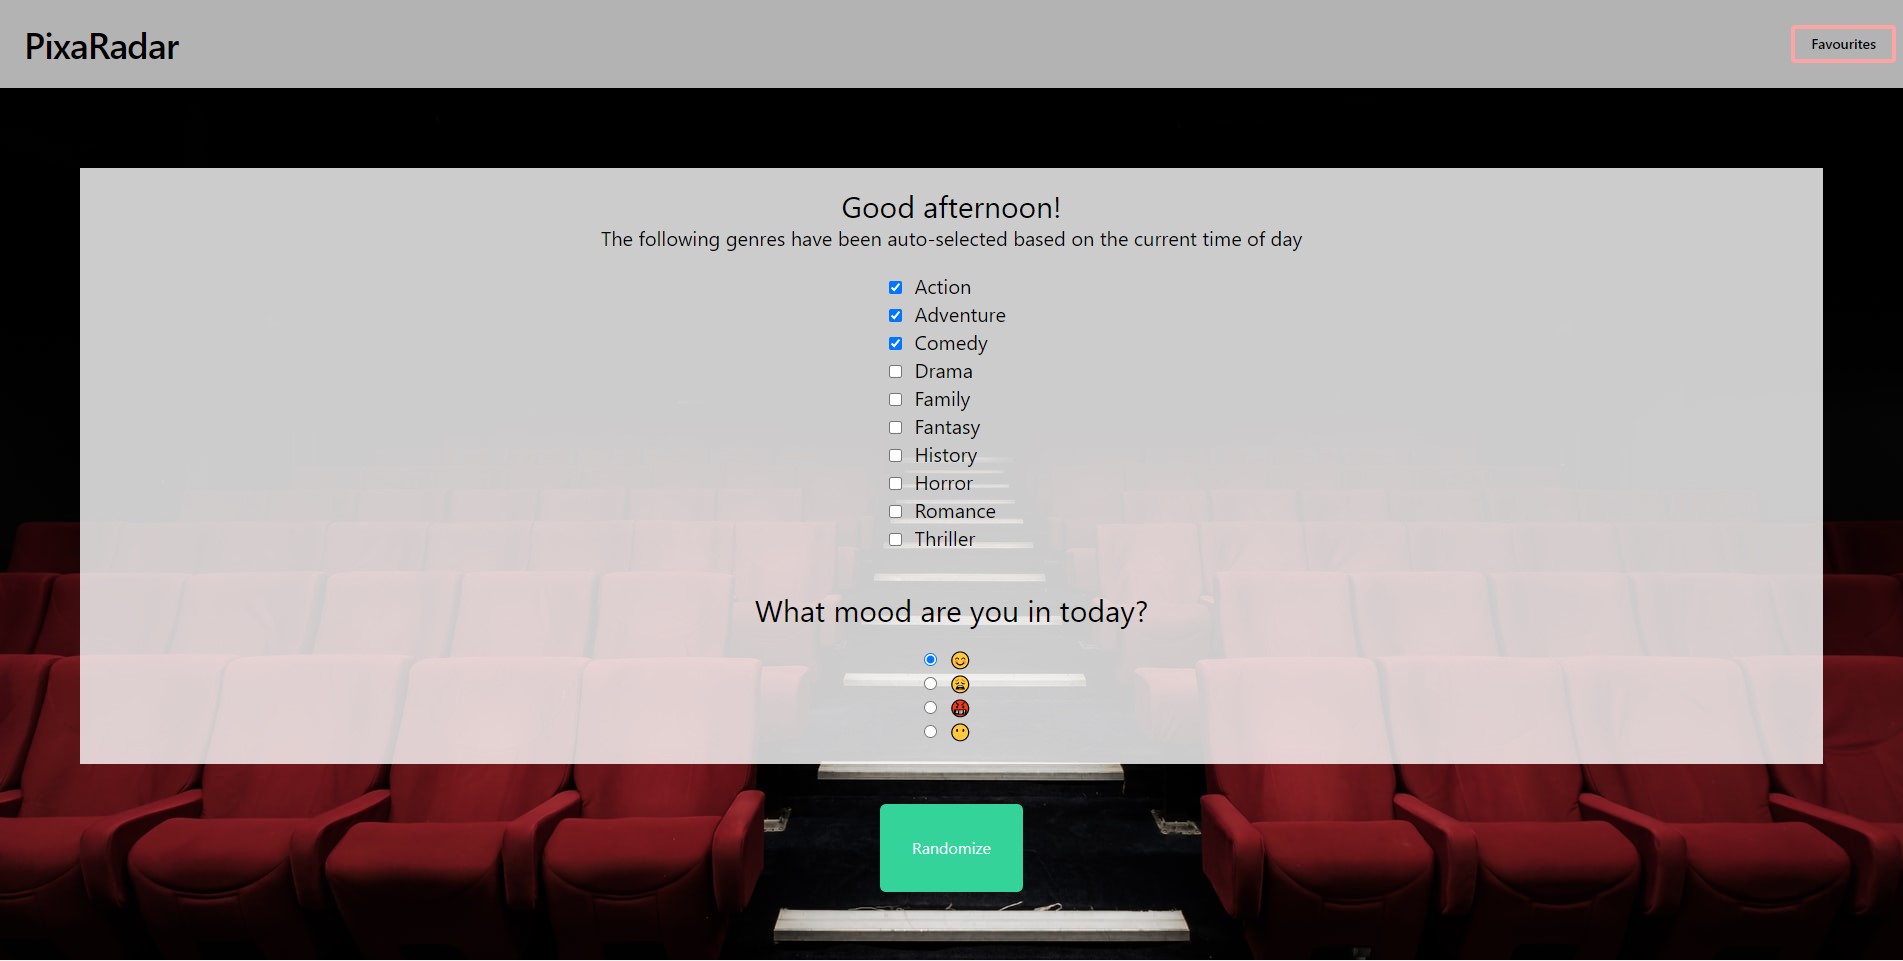 PixaRadar
Favourites
Good afternoon!
The following genres have been auto-selected based on the current time of day
Action
Adventure
Comedy
Drama
Family
Fantasy
History
Horror
Romance
Thriller
What mood are you in today?
Randomize